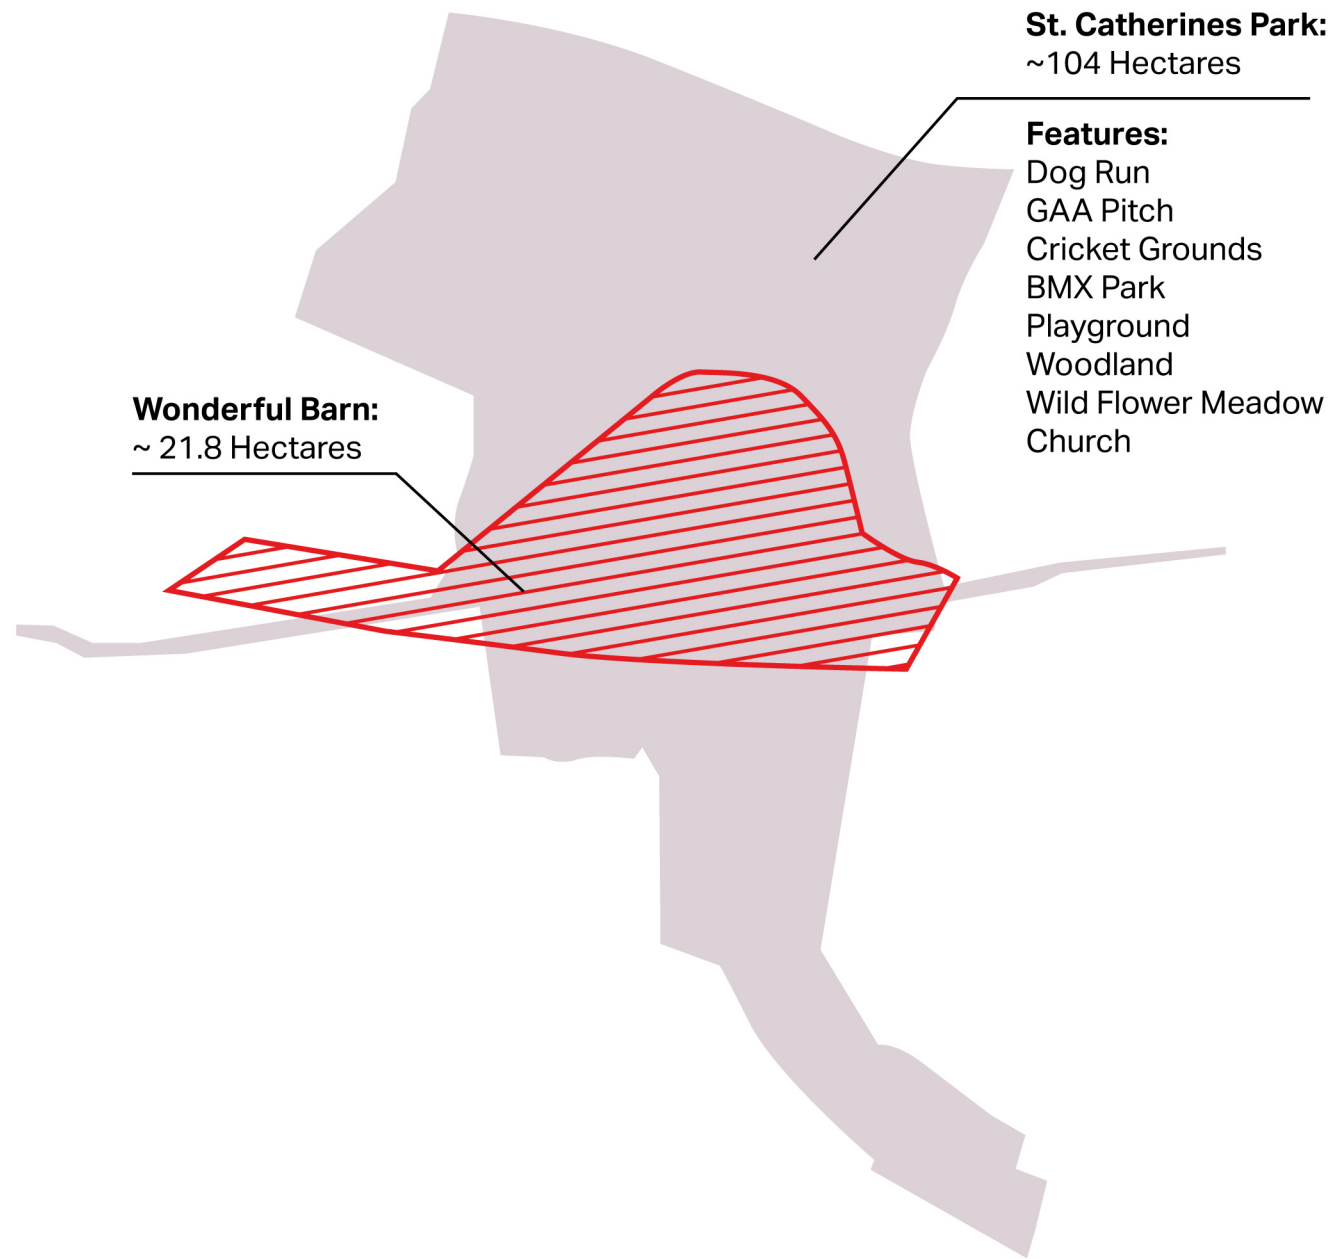 St. Catherines Park:
~104 Hectares
Features:
Dog Run
GAA Pitch
Cricket Grounds
BMX Park
Playground
Woodland
Wild Flower Meadow
Church
Wonderful Barn:
~ 21.8 Hectares